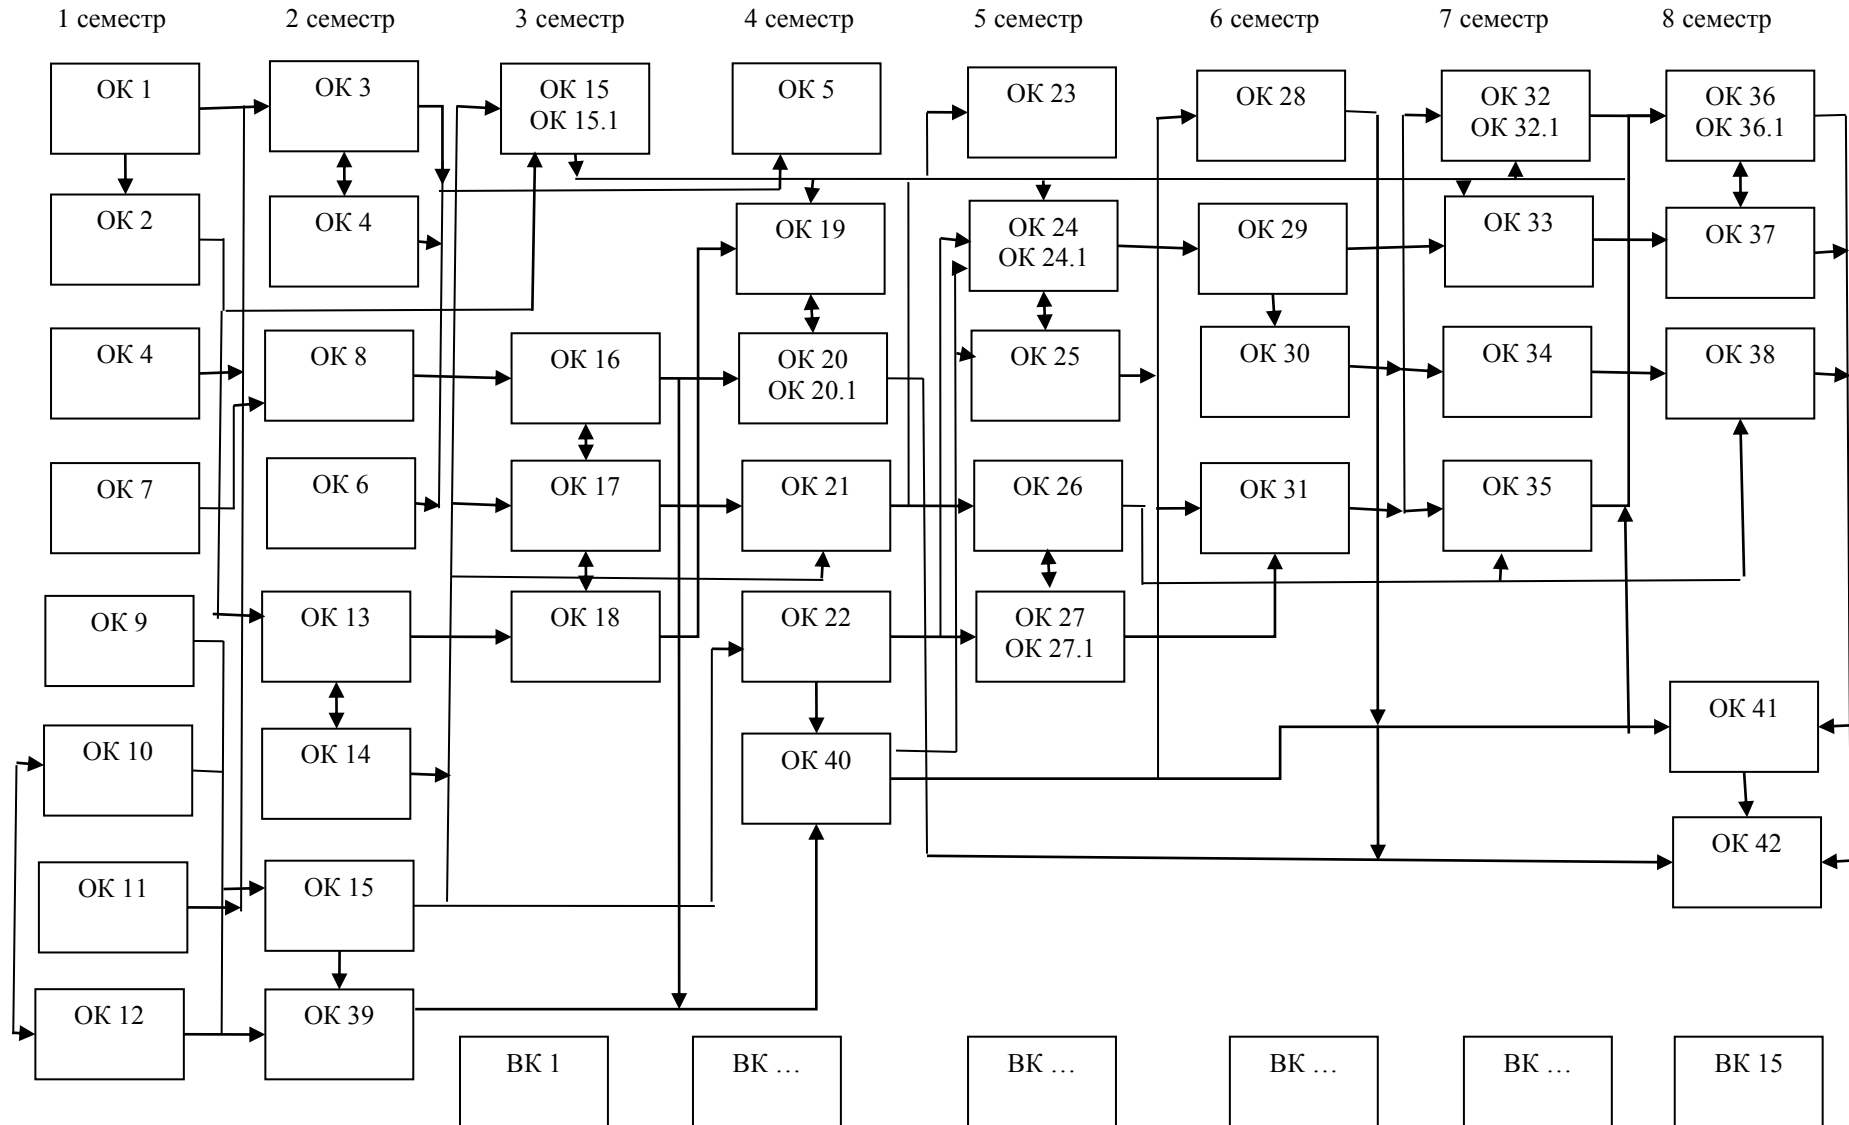 1 семестр
2 семестр
3 семестр
4 семестр
5 семестр
6 семестр
7 семестр
8 семестр
ОК 1
ОК 3
ОК 15
ОК 15.1
ОК 5
ОК 23
ОК 28
ОК 32
ОК 32.1
ОК 36
ОК 36.1
ОК 2
ОК 4
ОК 19
ОК 24
ОК 24.1
ОК 29
ОК 33
ОК 37
ОК 4
ОК 8
ОК 16
ОК 20
ОК 20.1
ОК 25
ОК 30
ОК 34
ОК 38
ОК 7
ОК 6
ОК 17
ОК 21
ОК 26
ОК 31
ОК 35
ОК 9
ОК 13
ОК 18
ОК 22
ОК 27
ОК 27.1
ОК 10
ОК 14
ОК 40
ОК 41
ОК 11
ОК 15
ОК 42
ОК 12
ОК 39
ВК 1
ВК …
ВК …
ВК …
ВК …
ВК 15